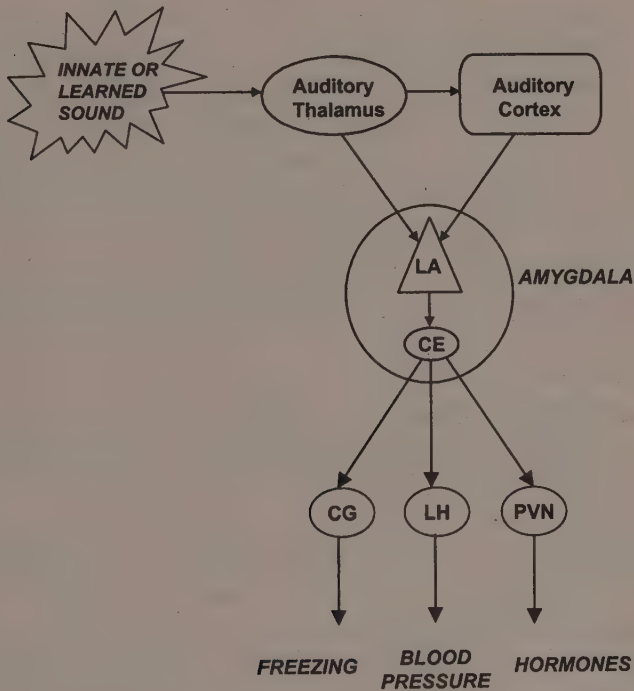 INNATE OR
LEARNED
SOUND
Auditory
Thalamus
Auditory
Cortex
LA
AMYGDALA
CE
CG
LH
PVN
FREEZING
BLOOD
PRESSURE
HORMONES